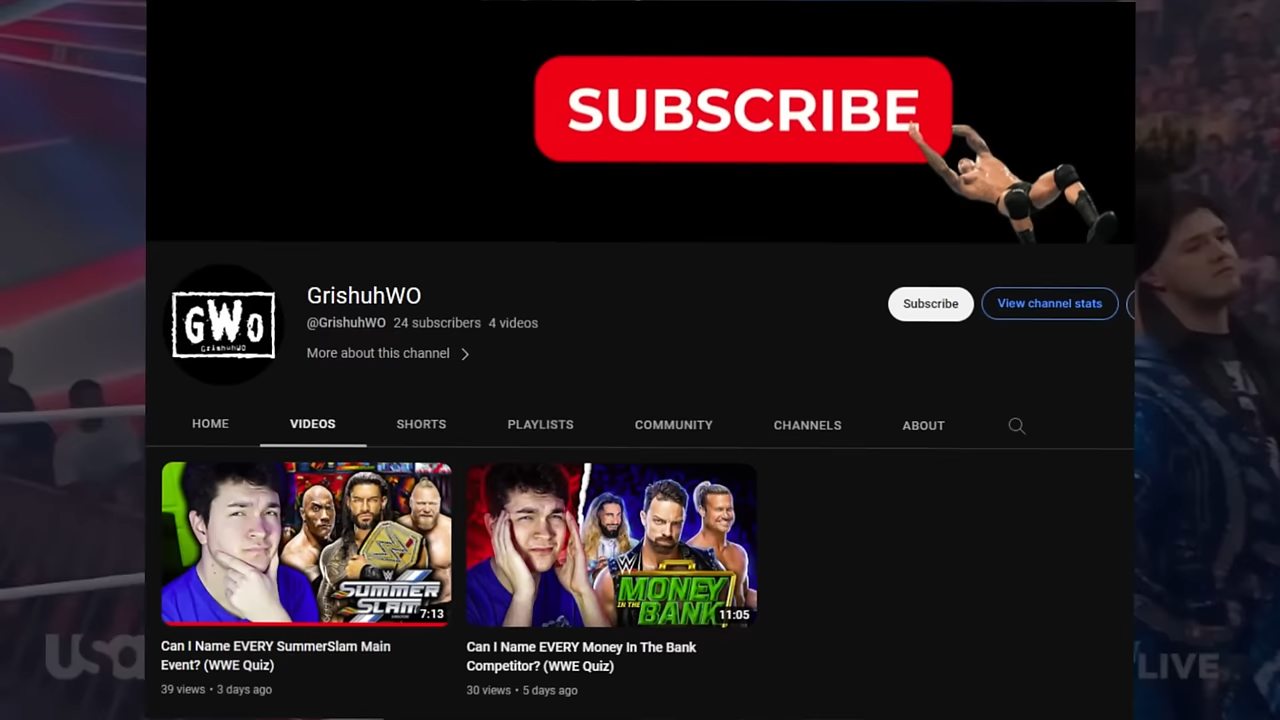 SUBSCRIBE
GWO
GrishuhWO
GrishuhWO
@GrishuhWO 24 subscribers 4 videos
More about this channel
Subscribe
View channel stats
HOME VIDEOS SHORTS PLAYLISTS COMMUNITY CHANNELS ABOUT
SUMMER
SLAM
7:13
MONEY
IN THE
BANK
11:05
Can I Name EVERY SummerSlam Main
Event? (WWE Quiz)
39 views • 3 days ago
Can I Name EVERY Money In The Bank
Competitor? (WWE Quiz)
30 views • 5 days ago
USA
LIVE